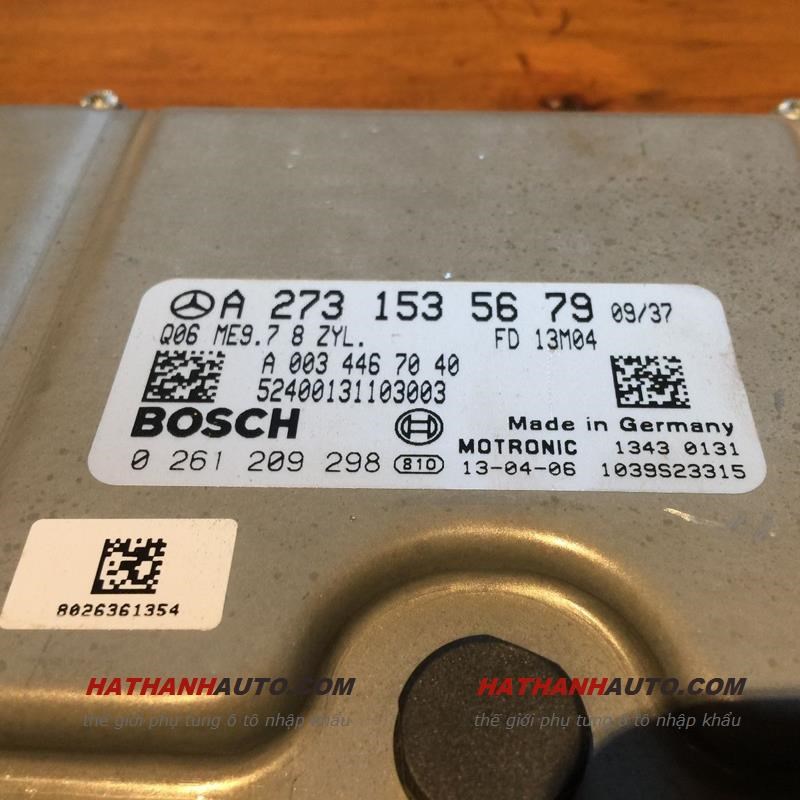 A 273 153 56 79 09/37
Q06 ME9.7 8 ZYL. FD 13M04
A 003 446 70 40
52400131103003
BOSCH
Made in Germany
MOTRONIC 1343 0131
0 261 209 298 810 13-04-06 1039S23315
8026361354
HATHANHAUTO.COM HATHANHAUTO.COM
thế giới phụ tùng ô tô nhập khẩu thế giới phụ tùng ô tô nhập khẩu